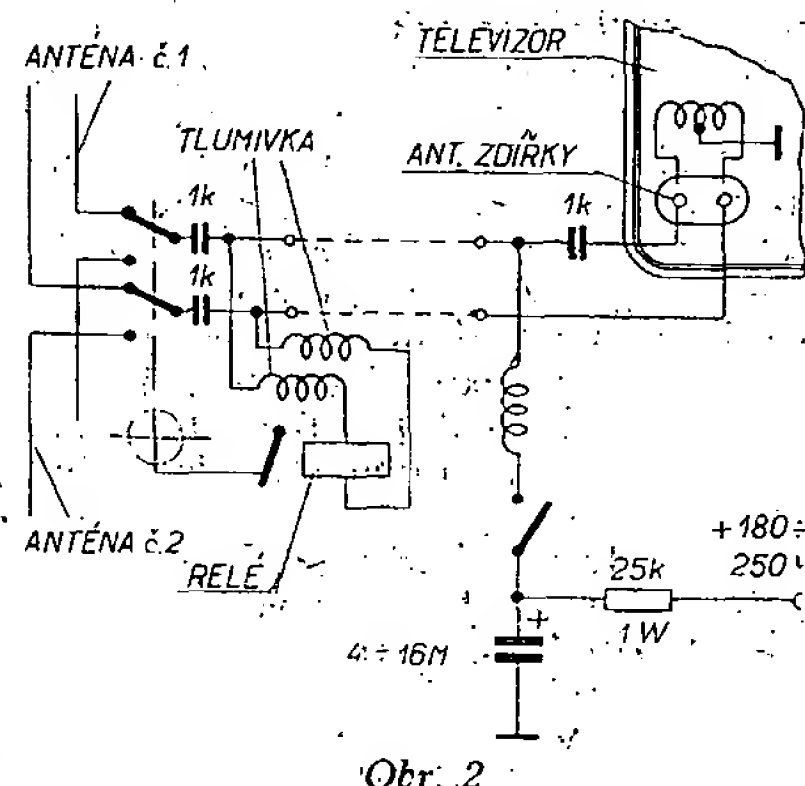 ANTÉNA č.1
TELEVIZOR
TLUMIVKA
ANT. ZDÍŘKY
1k
1k
1k
ANTÉNA č.2
RELÉ
+180÷
250
25k
1W
+
4÷16M
Obr. 2